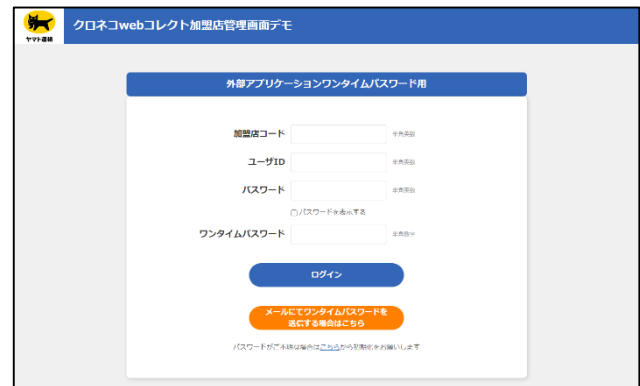 ヤマト運輸
クロネコwebコレクト加盟店管理画面デモ
外部アプリケーションワンタイムパスワード用
加盟店コード
半角英数
ユーザID
半角英数
パスワード
半角英数
パスワードを表示する
ワンタイムパスワード
半角数字
ログイン
メールにてワンタイムパスワードを
送信する場合はこちら
パスワードがご不明な場合はこちらから初期化をお願いします